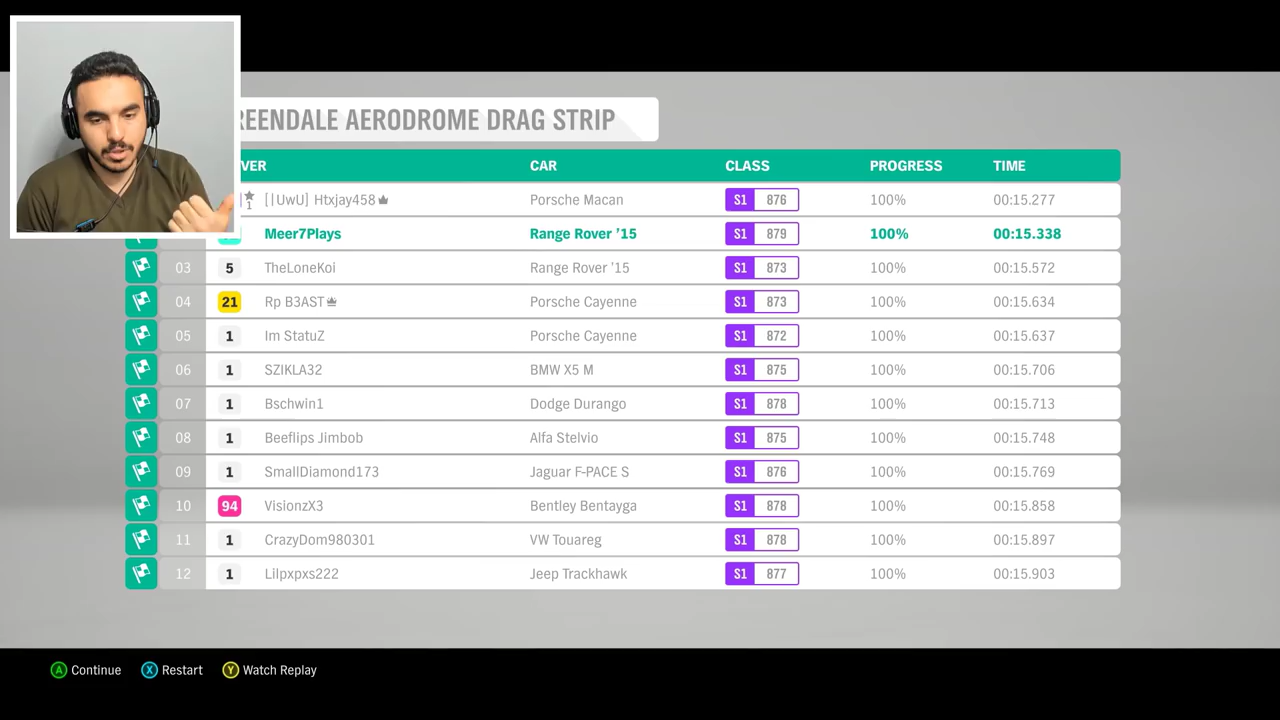 REENDALE AERODROME DRAG STRIP
VER CAR CLASS PROGRESS TIME
1 [|UwU] Htxjay458 Porsche Macan S1 876 100% 00:15.277
Meer7Plays Range Rover ’15 S1 879 100% 00:15.338
03 5 TheLoneKoi Range Rover ’15 S1 873 100% 00:15.572
04 21 Rp B3AST Porsche Cayenne S1 873 100% 00:15.634
05 1 Im StatuZ Porsche Cayenne S1 872 100% 00:15.637
06 1 SZIKLA32 BMW X5 M S1 875 100% 00:15.706
07 1 Bschwin1 Dodge Durango S1 878 100% 00:15.713
08 1 Beeflips Jimbob Alfa Stelvio S1 875 100% 00:15.748
09 1 SmallDiamond173 Jaguar F-PACE S S1 876 100% 00:15.769
10 94 VisionzX3 Bentley Bentayga S1 878 100% 00:15.858
11 1 CrazyDom980301 VW Touareg S1 878 100% 00:15.897
12 1 Lilpxpxs222 Jeep Trackhawk S1 877 100% 00:15.903
A Continue X Restart Y Watch Replay